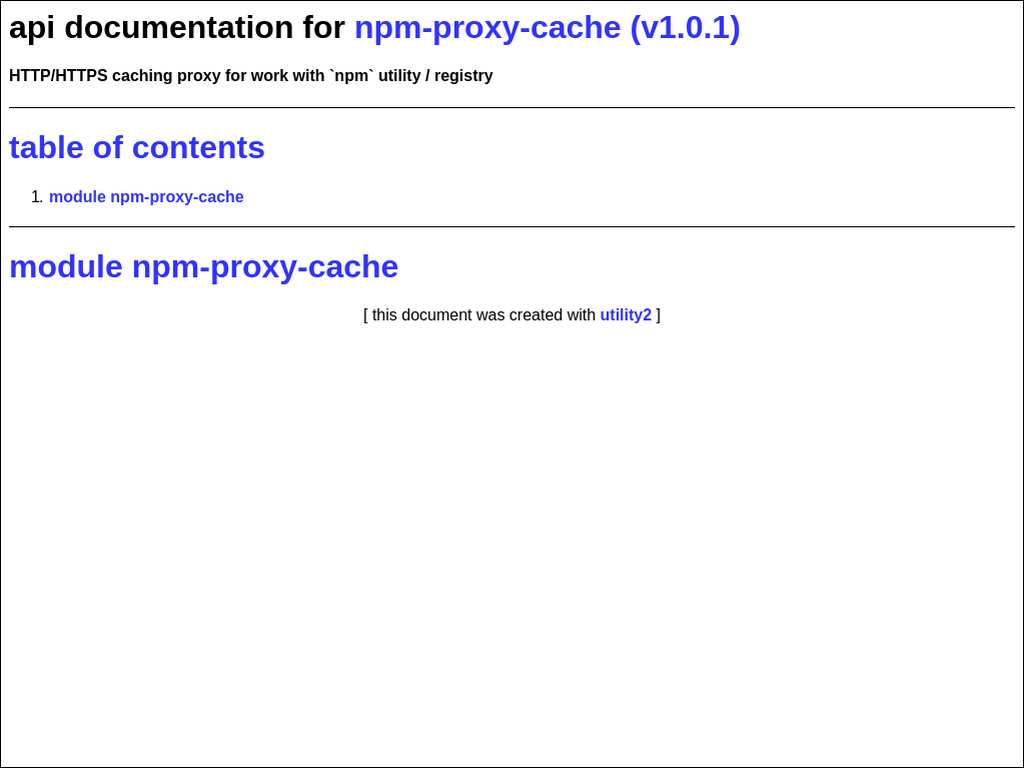 api documentation for npm-proxy-cache (v1.0.1)
HTTP/HTTPS caching proxy for work with `npm` utility / registry
table of contents
1. module npm-proxy-cache
module npm-proxy-cache
[ this document was created with utility2 ]